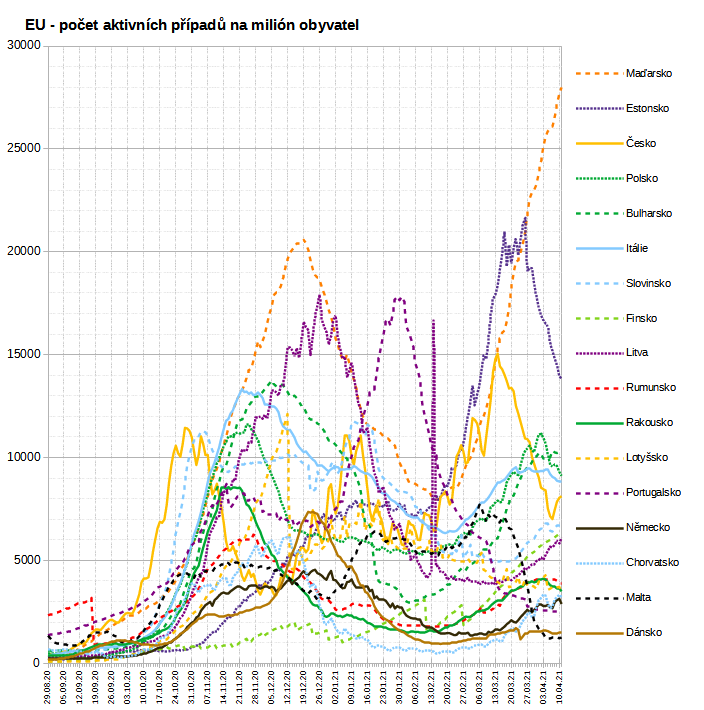 EU - počet aktivních případů na milión obyvatel
30000
25000
20000
15000
10000
5000
0
Maďarsko
Estonsko
Česko
Polsko
Bulharsko
Itálie
Slovinsko
Finsko
Litva
Rumunsko
Rakousko
Lotyšsko
Portugalsko
Německo
Chorvatsko
Malta
Dánsko
29.08.20
05.09.20
12.09.20
19.09.20
26.09.20
03.10.20
10.10.20
17.10.20
24.10.20
31.10.20
07.11.20
14.11.20
21.11.20
28.11.20
05.12.20
12.12.20
19.12.20
26.12.20
02.01.21
09.01.21
16.01.21
23.01.21
30.01.21
06.02.21
13.02.21
20.02.21
27.02.21
06.03.21
13.03.21
20.03.21
27.03.21
03.04.21
10.04.21